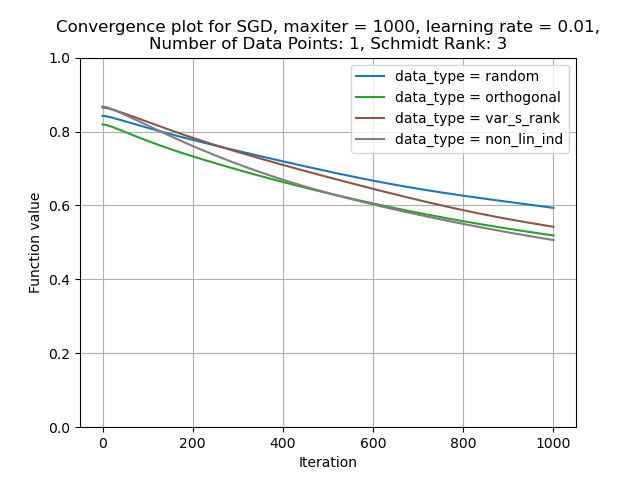 Convergence plot for SGD, maxiter = 1000, learning rate = 0.01,
Number of Data Points: 1, Schmidt Rank: 3
1.0
0.8
0.6
0.4
0.2
0.0
Function value
data_type = random
data_type = orthogonal
data_type = var_s_rank
data_type = non_lin_ind
0 200 400 600 800 1000
Iteration